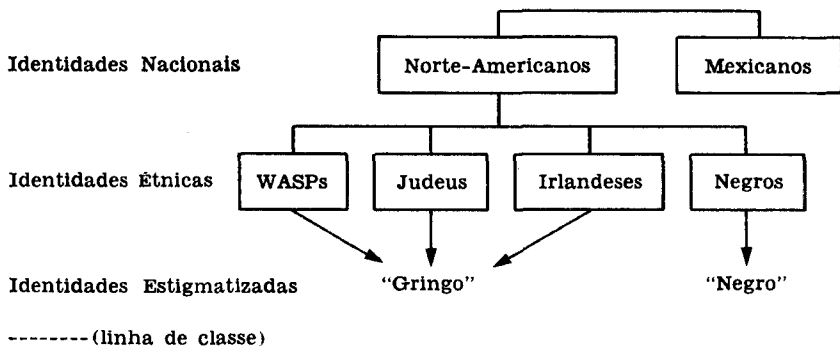 Identidades Nacionais Norte-Americanos Mexicanos
Identidades Étnicas WASPs Judeus Irlandeses Negros
Identidades Estigmatizadas "Gringo" "Negro"
--------(linha de classe)